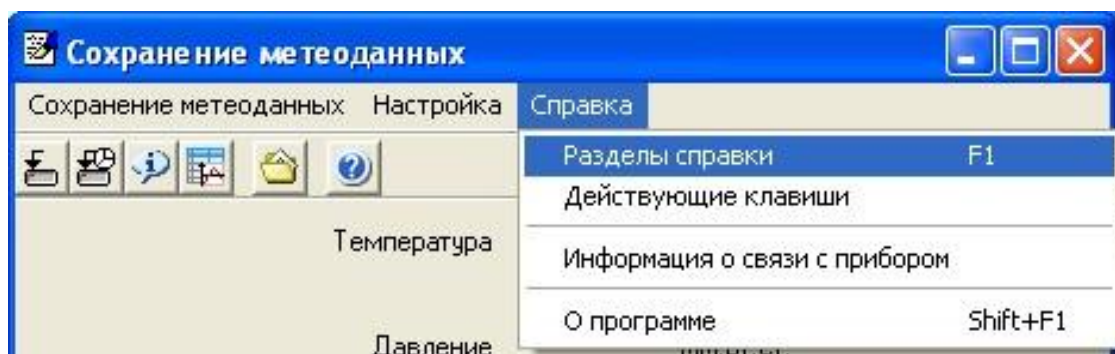 Сохранение метеоданных
Сохранение метеоданных Настройка Справка
Разделы справки F1
Действующие клавиши
Температура
Информация о связи с прибором
О программе Shift+F1
Давление